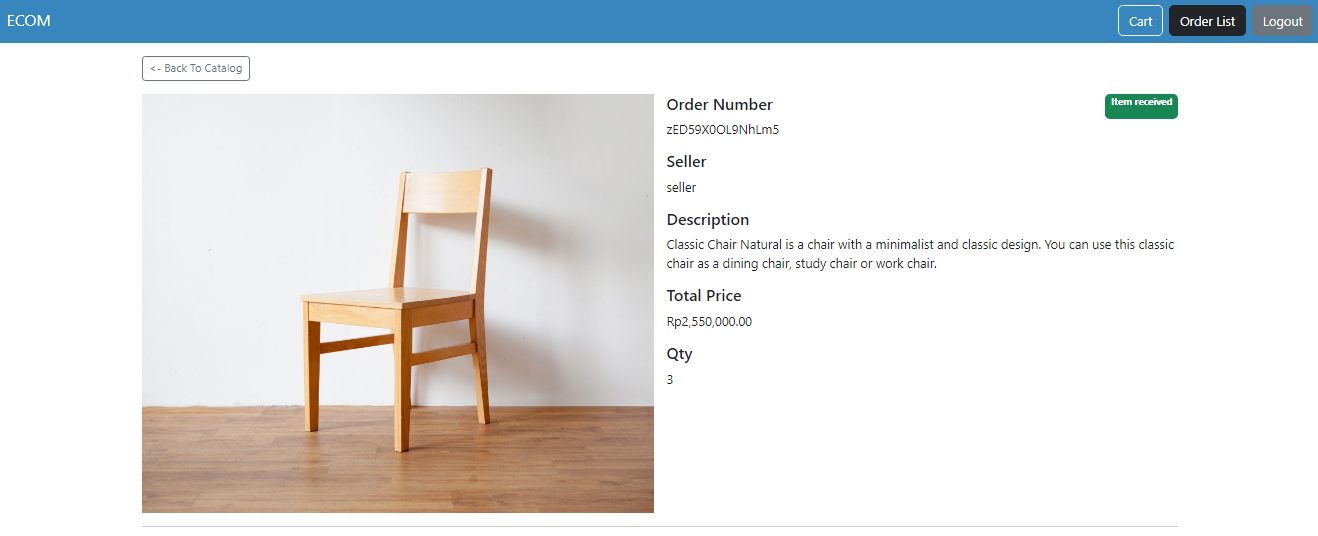 ECOM
Cart
Order List
Logout
<- Back To Catalog
Order Number
Item received
zED59X0OL9NhLm5
Seller
seller
Description
Classic Chair Natural is a chair with a minimalist and classic design. You can use this classic
chair as a dining chair, study chair or work chair.
Total Price
Rp2,550,000.00
Qty
3